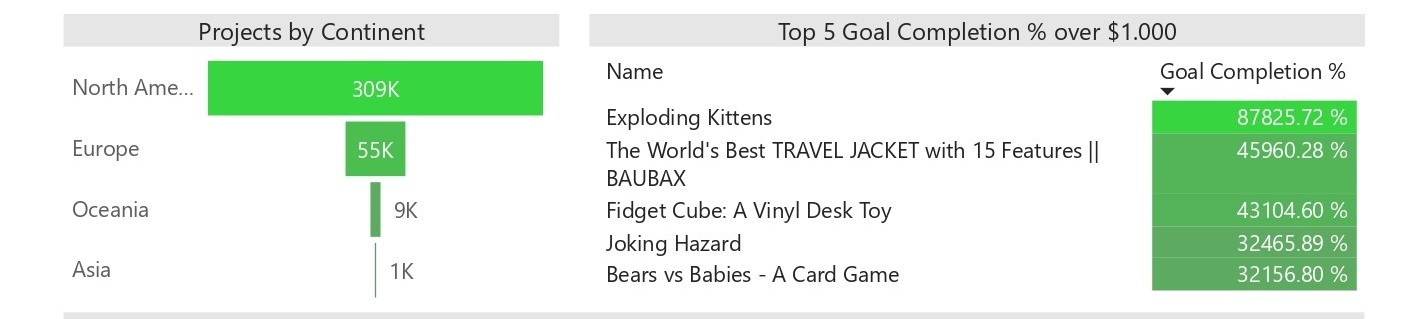 Projects by Continent
North Ame...
309K
Europe
55K
Oceania
9K
Asia
1K
Top 5 Goal Completion % over $1.000
Name
Goal Completion %
Exploding Kittens
87825.72 %
The World's Best TRAVEL JACKET with 15 Features ||
BAUBAX
45960.28 %
Fidget Cube: A Vinyl Desk Toy
43104.60 %
Joking Hazard
32465.89 %
Bears vs Babies - A Card Game
32156.80 %